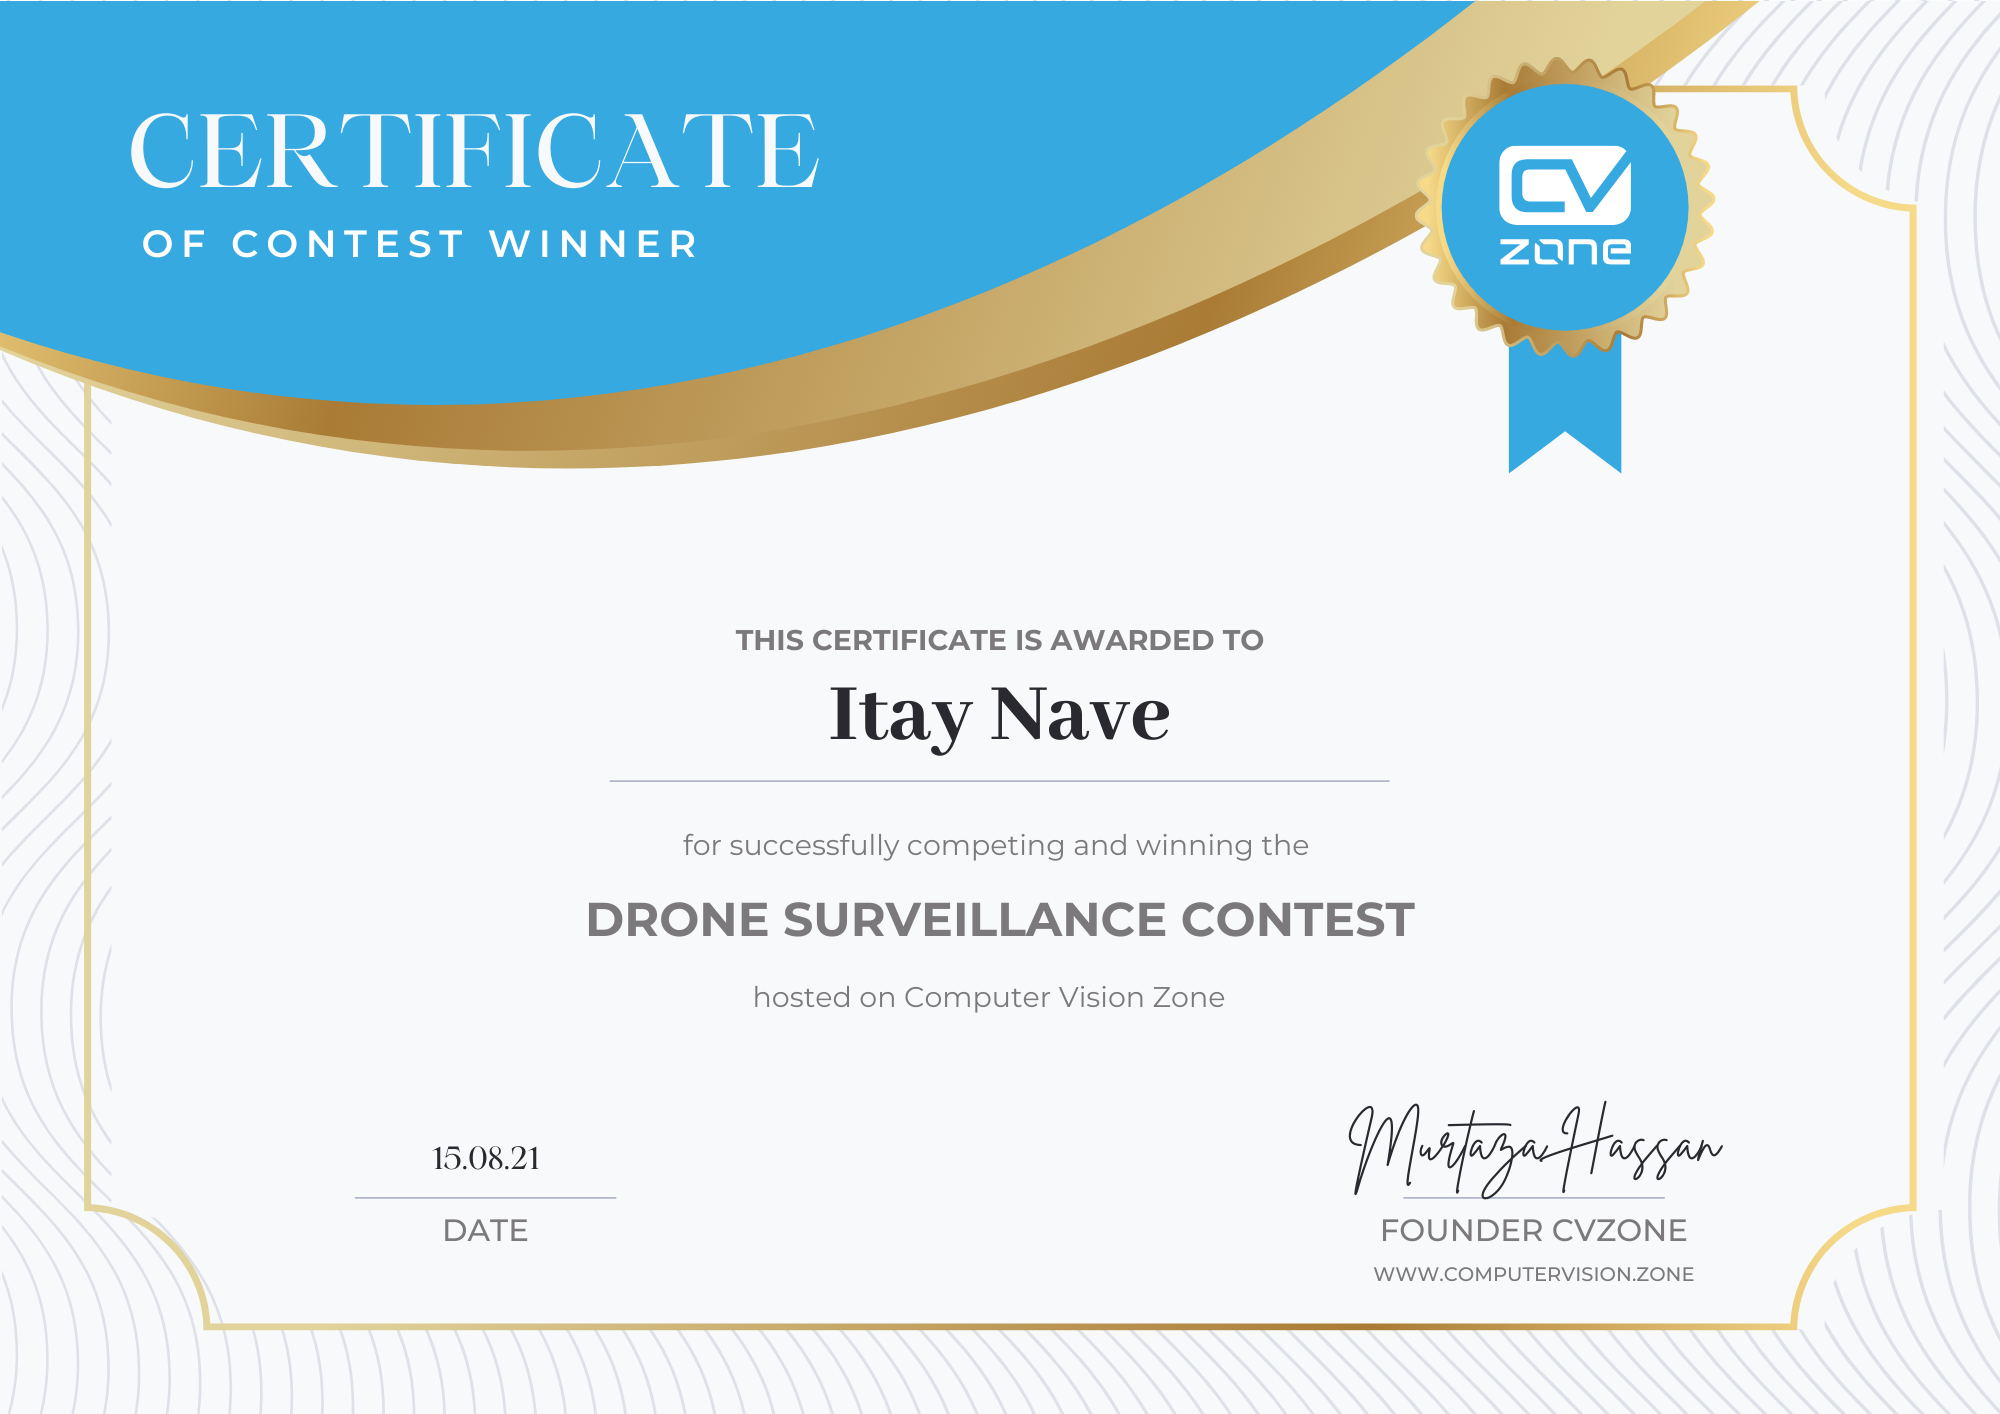 CERTIFICATE
OF CONTEST WINNER
CV
zone
THIS CERTIFICATE IS AWARDED TO
Itay Nave
for successfully competing and winning the
DRONE SURVEILLANCE CONTEST
hosted on Computer Vision Zone
15.08.21
DATE
Murtaza Hassan
FOUNDER CVZONE
WWW.COMPUTERVISION.ZONE